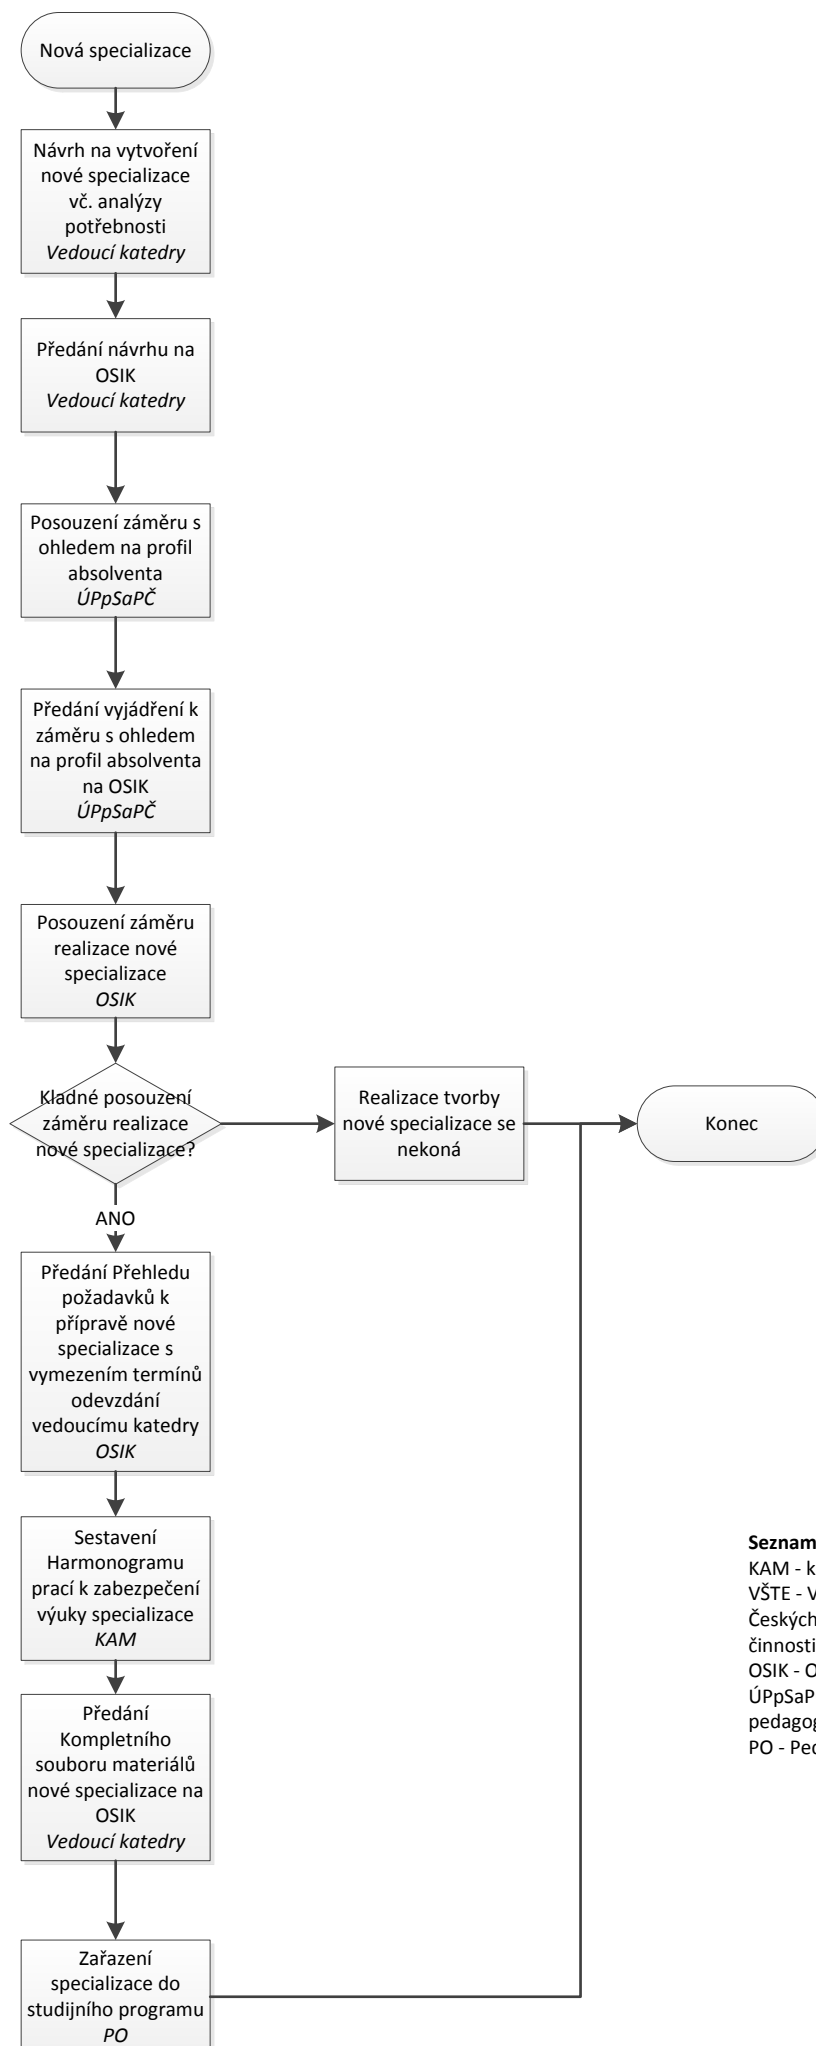 Nová specializace
Návrh na vytvoření
nové specializace
vč. analýzy
potřebnosti
Vedoucí katedry
Předání návrhu na
OSIK
Vedoucí katedry
Posouzení záměru s
ohledem na profil
absolventa
ÚPpSaPČ
Předání vyjádření k
záměru s ohledem
na profil absolventa
na OSIK
ÚPpSaPČ
Posouzení záměru
realizace nové
specializace
OSIK
Kladné posouzení
záměru realizace
nové specializace?
Realizace tvorby
nové specializace se
nekoná
Konec
ANO
Předání Přehledu
požadavků k
přípravě nové
specializace s
vymezením termínů
odevzdání
vedoucímu katedry
OSIK
Sestavení
Harmonogramu
prací k zabezpečení
výuky specializace
KAM
Předání
Kompletního
souboru materiálů
nové specializace na
OSIK
Vedoucí katedry
Zařazení
specializace do
studijního programu
PO
Seznam
KAM - k
VŠTE - V
Českých
činnosti
OSIK - O
ÚPpSaP
pedagog
PO - Ped